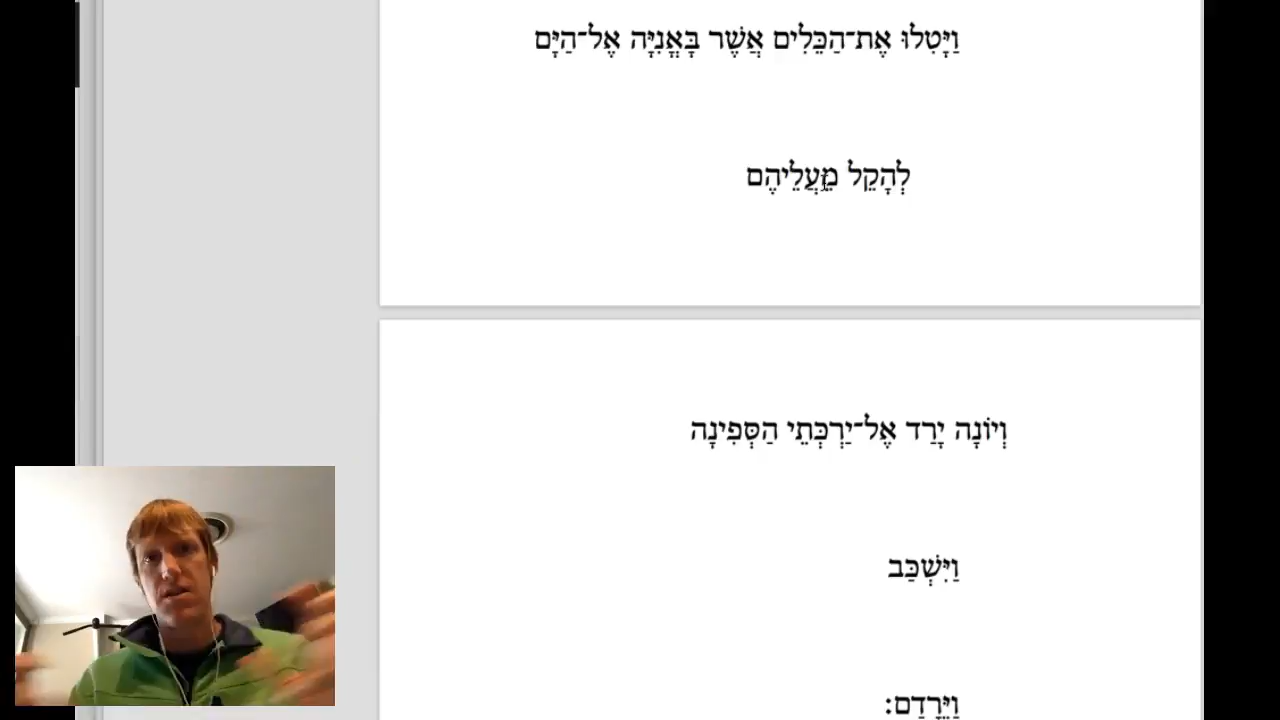 וַיָּטִלוּ אֶת־הַכֵּלִים אֲשֶׁר בָּאֳנִיָּה אֶל־הַיָּם
לְהָקֵל מֵעֲלֵיהֶם
וְיוֹנָה יָרַד אֶל־יַרְכְּתֵי הַסְּפִינָה
וַיִּשְׁכַּב
וַיֵּרָדַם׃